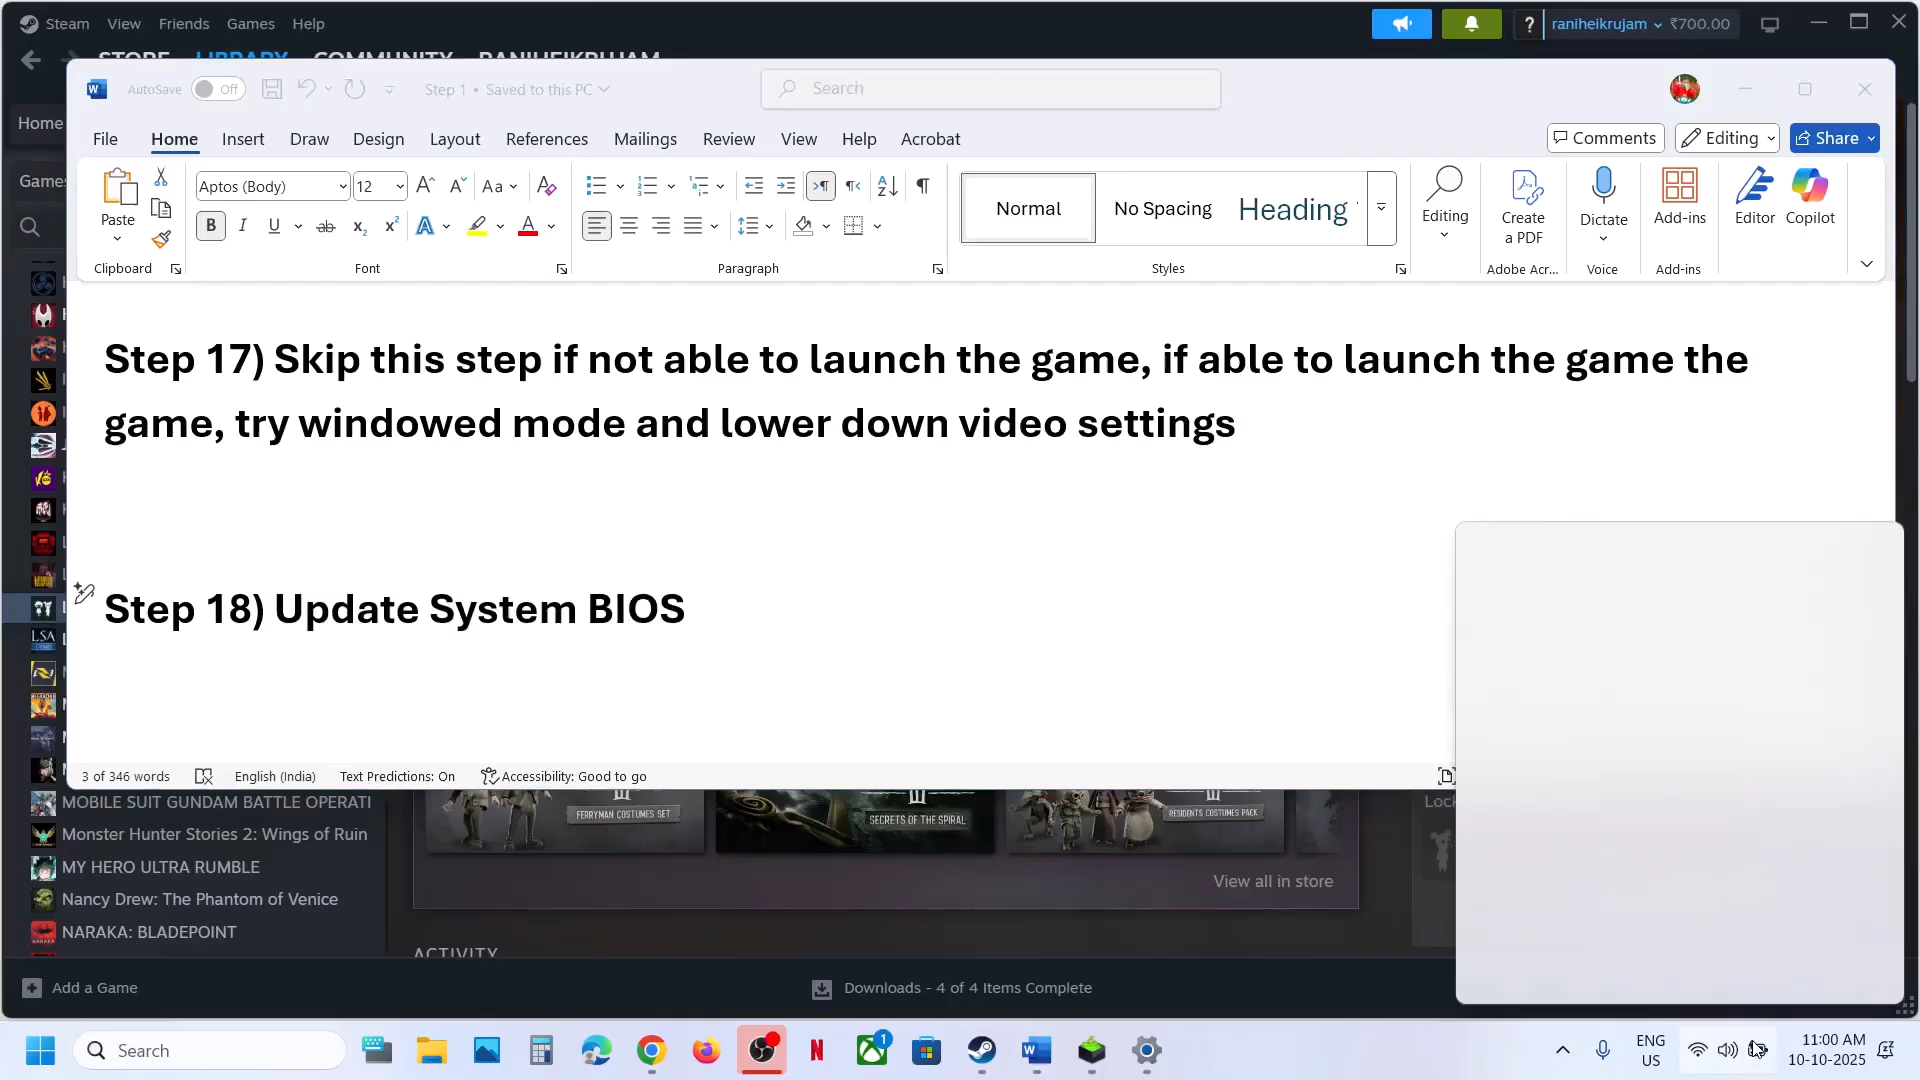 Steam View Friends Games Help
? raniheikrujam ₹700.00
STORE LIBRARY COMMUNITY RANIHEIKRUJAM
AutoSave Off Step 1 • Saved to this PC Search
Home
File Home Insert Draw Design Layout References Mailings Review View Help Acrobat
Comments Editing Share
Games
Paste
Aptos (Body) 12
Normal No Spacing Heading
Editing Create a PDF Dictate Add-ins Editor Copilot
Clipboard Font Paragraph Styles Adobe Acr... Voice Add-ins
Step 17) Skip this step if not able to launch the game, if able to launch the game the
game, try windowed mode and lower down video settings
Step 18) Update System BIOS
LSA
3 of 346 words English (India) Text Predictions: On Accessibility: Good to go
MOBILE SUIT GUNDAM BATTLE OPERATI
Monster Hunter Stories 2: Wings of Ruin
MY HERO ULTRA RUMBLE
Nancy Drew: The Phantom of Venice
NARAKA: BLADEPOINT
FERRYMAN COSTUMES SET
SECRETS OF THE SPIRAL
RESIDENTS COSTUMES PACK
Lock
View all in store
ACTIVITY
Add a Game
Downloads - 4 of 4 Items Complete
Search
1
ENG
US
11:00 AM
10-10-2025